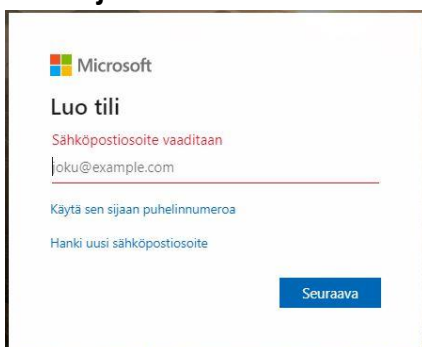 Microsoft
Luo tili
Sähköpostiosoite vaaditaan
joku@example.com
Käytä sen sijaan puhelinnumeroa
Hanki uusi sähköpostiosoite
Seuraava